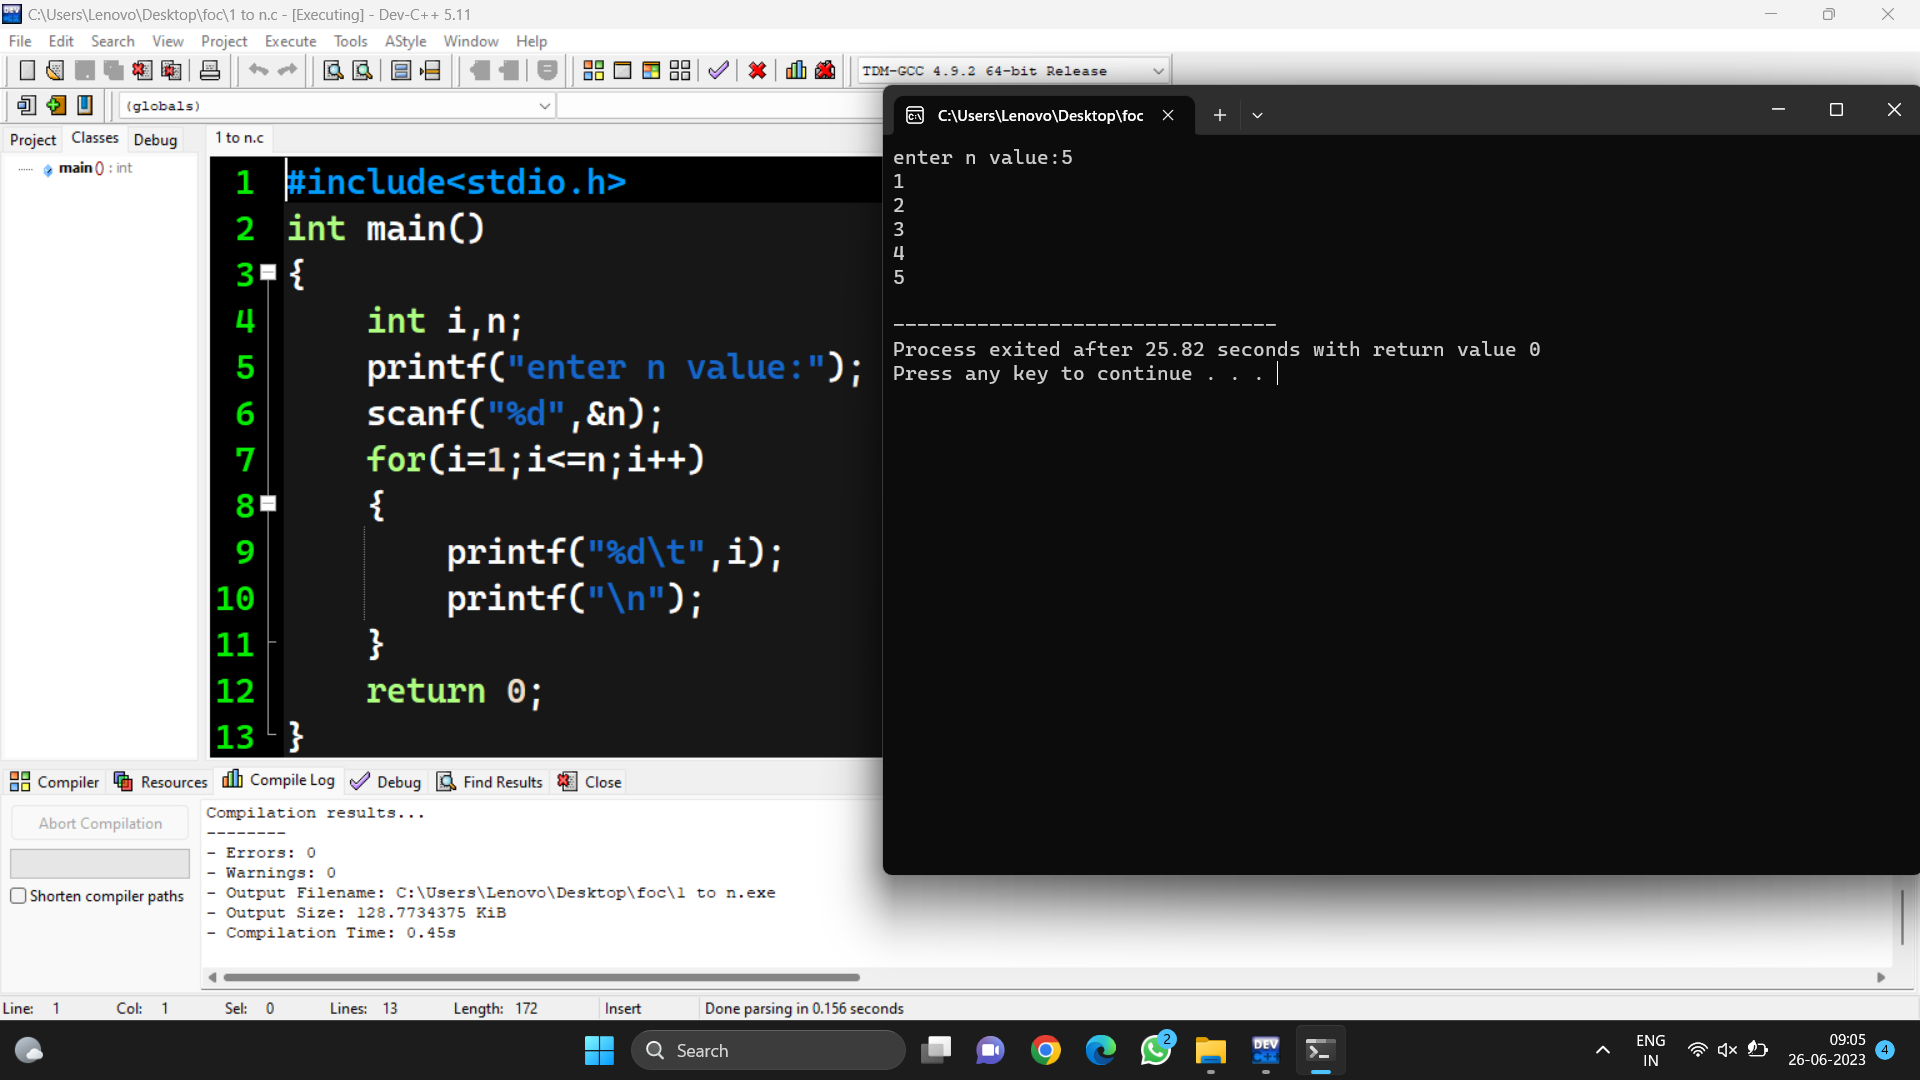 C:\Users\Lenovo\Desktop\foc\1 to n.c - [Executing] - Dev-C++ 5.11
File Edit Search View Project Execute Tools AStyle Window Help
TDM-GCC 4.9.2 64-bit Release
(globals)
Project Classes Debug
main () : int
1 to n.c
1 #include<stdio.h>
2 int main()
3 {
4 int i,n;
5 printf("enter n value:");
6 scanf("%d",&n);
7 for(i=1;i<=n;i++)
8 {
9 printf("%d\t",i);
10 printf("\n");
11 }
12 return 0;
13 }
C:\Users\Lenovo\Desktop\foc
enter n value:5
1
2
3
4
5
--------------------------------
Process exited after 25.82 seconds with return value 0
Press any key to continue . . .
Compiler Resources Compile Log Debug Find Results Close
Abort Compilation
Shorten compiler paths
Compilation results...
--------
- Errors: 0
- Warnings: 0
- Output Filename: C:\Users\Lenovo\Desktop\foc\1 to n.exe
- Output Size: 128.7734375 KiB
- Compilation Time: 0.45s
Line: 1 Col: 1 Sel: 0 Lines: 13 Length: 172 Insert Done parsing in 0.156 seconds
Search
DEV
C++
2
ENG
IN
09:05
26-06-2023
4